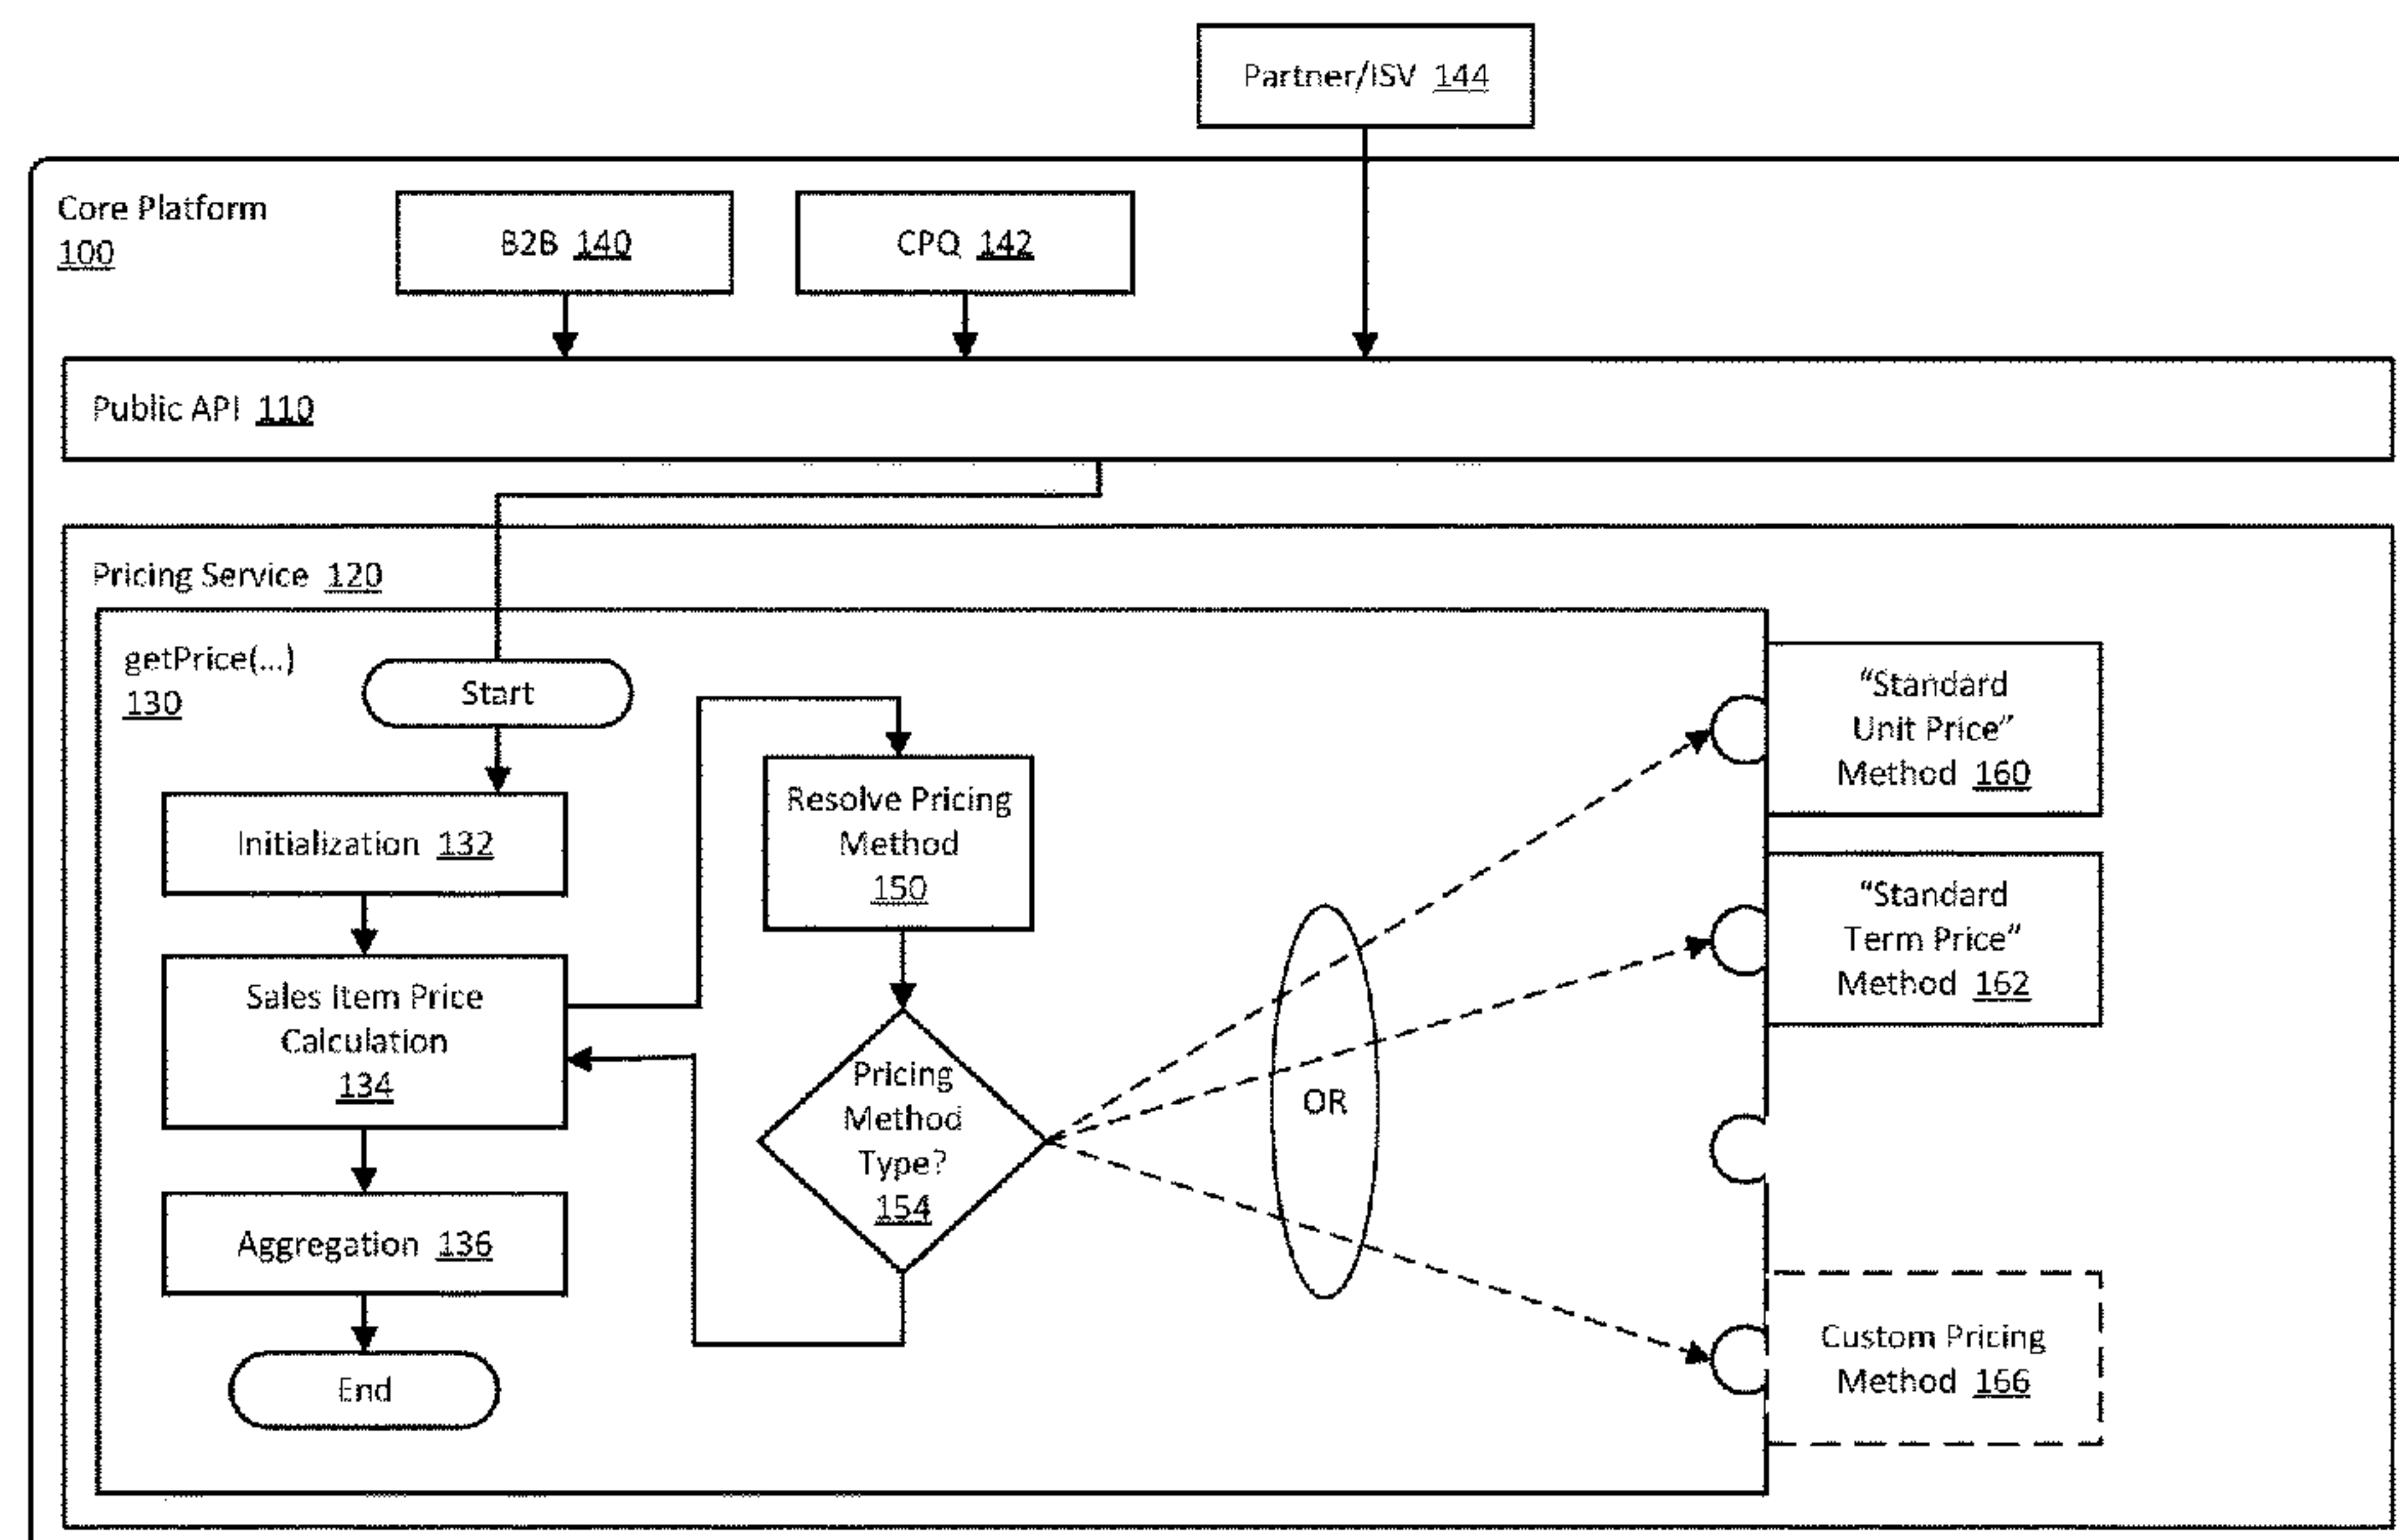 Partner/ISV 144
Core Platform
100
B2B 140
CPQ 142
Public API 110
Pricing Service 120
getPrice(...)
130
Start
Initialization 132
Sales Item Price
Calculation
134
Aggregation 136
End
Resolve Pricing
Method
150
Pricing
Method
Type?
154
OR
“Standard
Unit Price”
Method 160
“Standard
Term Price”
Method 162
Custom Pricing
Method 166